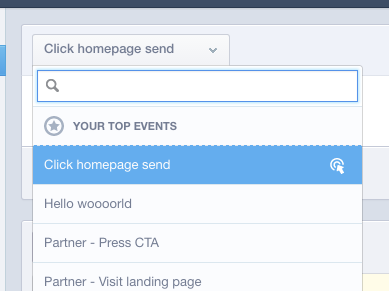 Click homepage send
YOUR TOP EVENTS
Click homepage send
Hello woooorld
Partner - Press CTA
Partner - Visit landing page